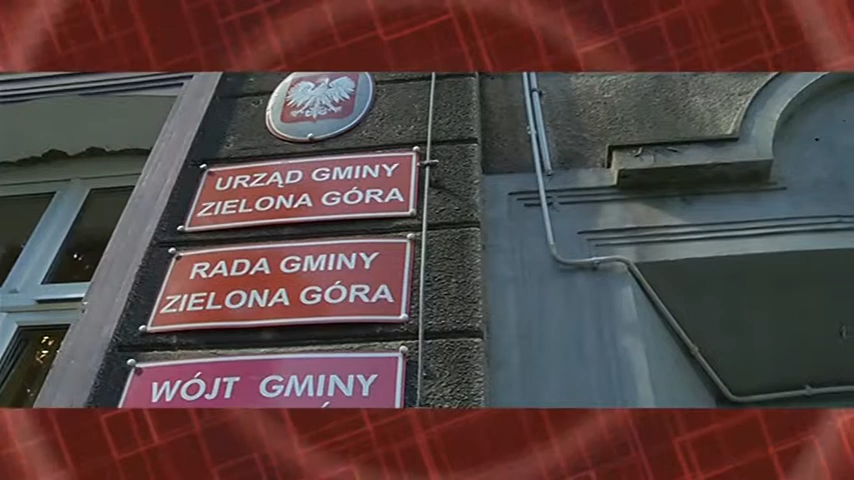 URZĄD GMINY
ZIELONA GÓRA
RADA GMINY
ZIELONA GÓRA
WÓJT GMINY